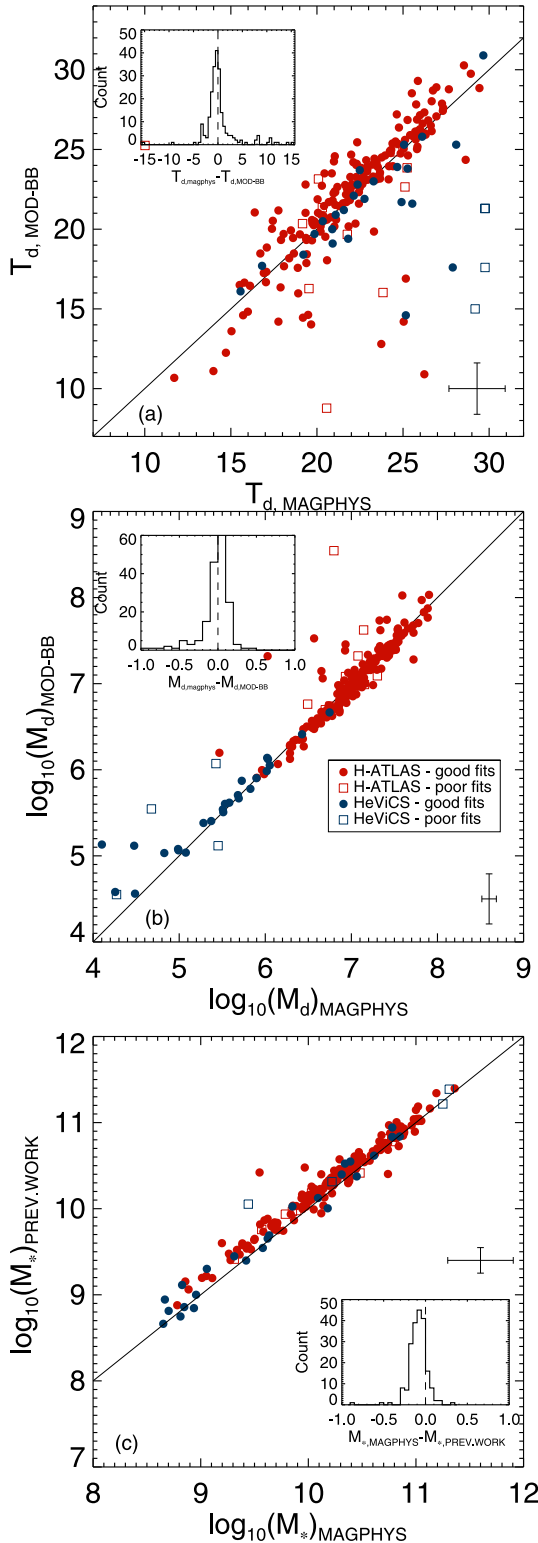 50
40
30
20
10
0
Count
-15 -10 -5 0 5 10 15
T_d,magphys-T_d,MOD-BB
30
25
20
15
10
T_d, MOD-BB
(a)
10 15 20 25 30
T_d, MAGPHYS
60
40
20
0
Count
-1.0 -0.5 0.0 0.5 1.0
M_d,magphys-M_d,MOD-BB
9
8
7
6
5
4
log10(M_d)MOD-BB
H-ATLAS - good fits
H-ATLAS - poor fits
HeViCS - good fits
HeViCS - poor fits
(b)
4 5 6 7 8 9
log10(M_d)MAGPHYS
12
11
10
9
8
7
log10(M_*)PREV.WORK
50
40
30
20
10
0
Count
-1.0 -0.5 0.0 0.5 1.0
M_*,MAGPHYS-M_*,PREV.WORK
(c)
8 9 10 11 12
log10(M_*)MAGPHYS